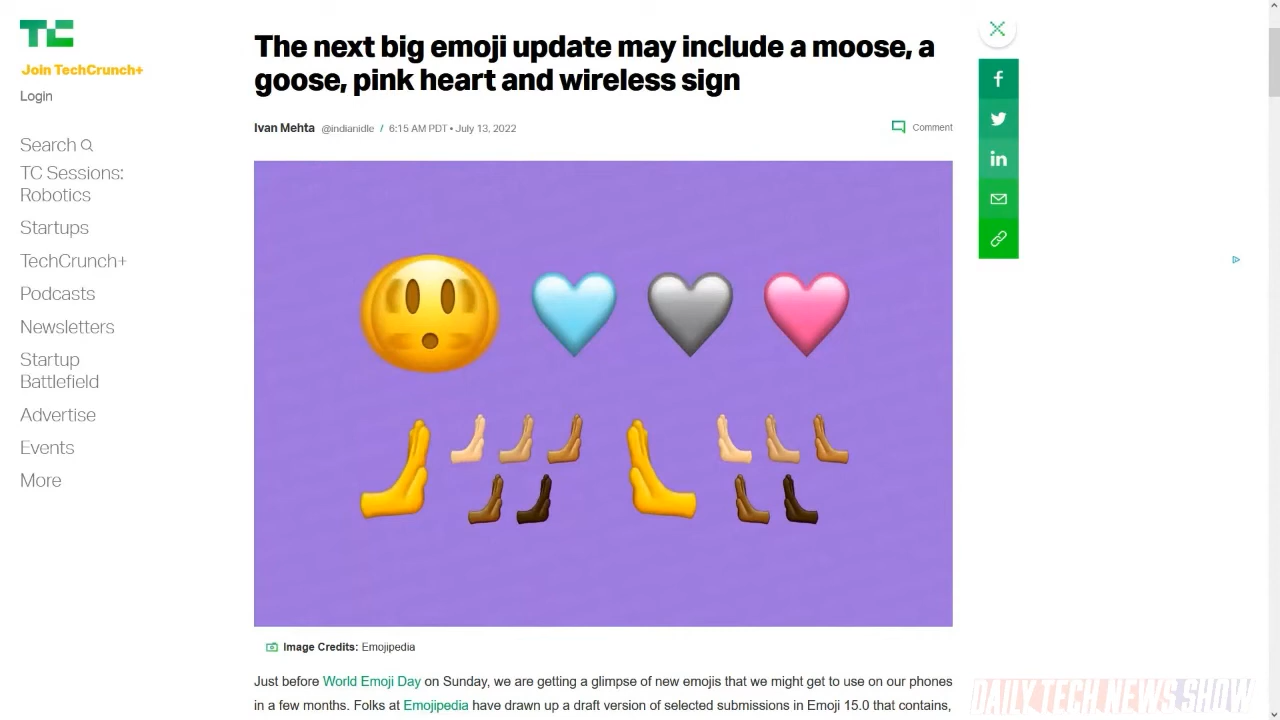 TC
Join TechCrunch+
Login
Search
TC Sessions:
Robotics
Startups
TechCrunch+
Podcasts
Newsletters
Startup
Battlefield
Advertise
Events
More
The next big emoji update may include a moose, a
goose, pink heart and wireless sign
Ivan Mehta @indianidle / 6:15 AM PDT • July 13, 2022
Comment
f
in
Image Credits: Emojipedia
Just before World Emoji Day on Sunday, we are getting a glimpse of new emojis that we might get to use on our phones
in a few months. Folks at Emojipedia have drawn up a draft version of selected submissions in Emoji 15.0 that contains,
DAILY TECH NEWS SHOW